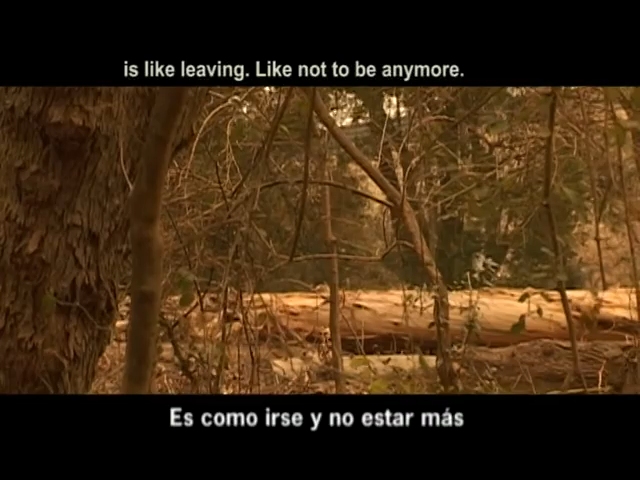 is like leaving. Like not to be anymore.
Es como irse y no estar más